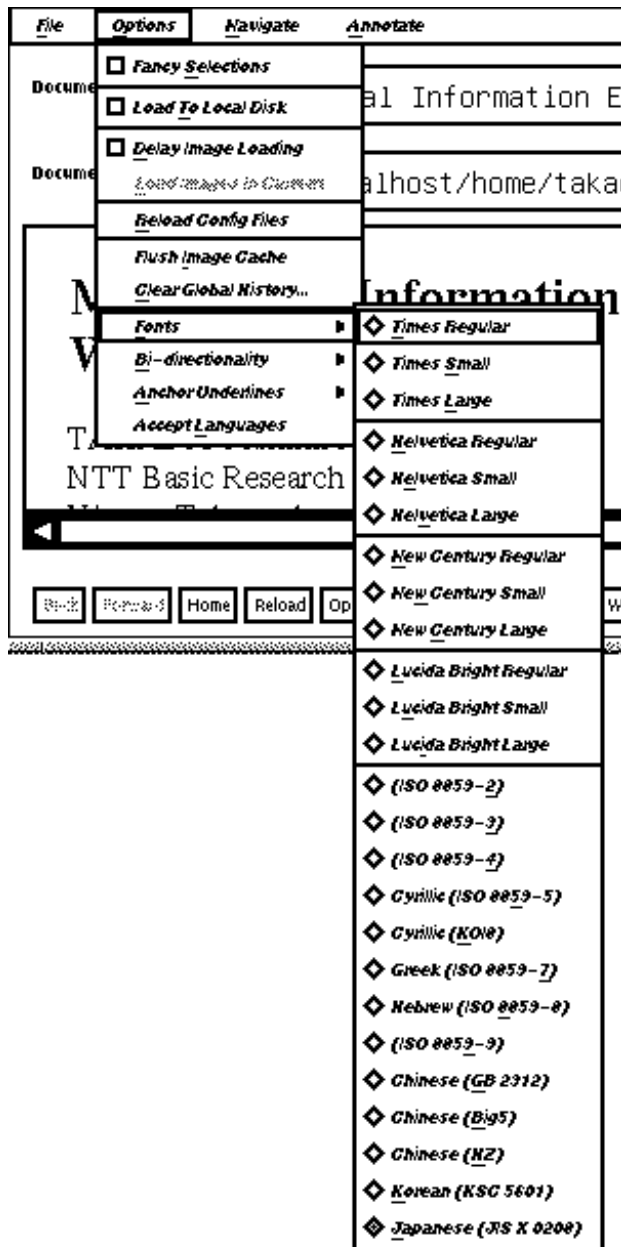 File Options Navigate Annotate
Fancy Selections
Docume
al Information E
Load To Local Disk
Delay Image Loading
Docume
Load Images in Current
alhost/home/taka
Reload Config Files
Flush Image Cache
Clear Global History...
Information
Fonts
Times Regular
Bi-directionality
Times Small
Anchor Underlines
Times Large
Accept Languages
Helvetica Regular
NTT Basic Research
Helvetica Small
Helvetica Large
New Century Regular
Back Forward Home Reload Op
New Century Small
W
New Century Large
Lucida Bright Regular
Lucida Bright Small
Lucida Bright Large
(ISO 8859-2)
(ISO 8859-3)
(ISO 8859-4)
Cyrillic (ISO 8859-5)
Cyrillic (KOI8)
Greek (ISO 8859-7)
Hebrew (ISO 8859-8)
(ISO 8859-9)
Chinese (GB 2312)
Chinese (Big5)
Chinese (HZ)
Korean (KSC 5601)
Japanese (JIS X 0208)